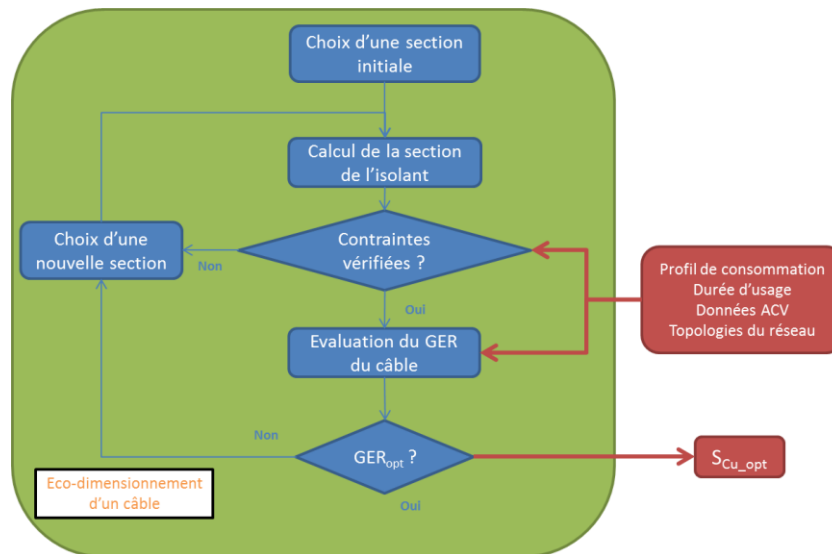 Choix d'une section
initiale
Calcul de la section
de l'isolant
Choix d'une
nouvelle section
Non
Contraintes
vérifiées ?
Oui
Profil de consommation
Durée d'usage
Données ACV
Topologies du réseau
Evaluation du GER
du câble
Non
GERopt ?
Oui
SCu_opt
Eco-dimensionnement
d'un câble